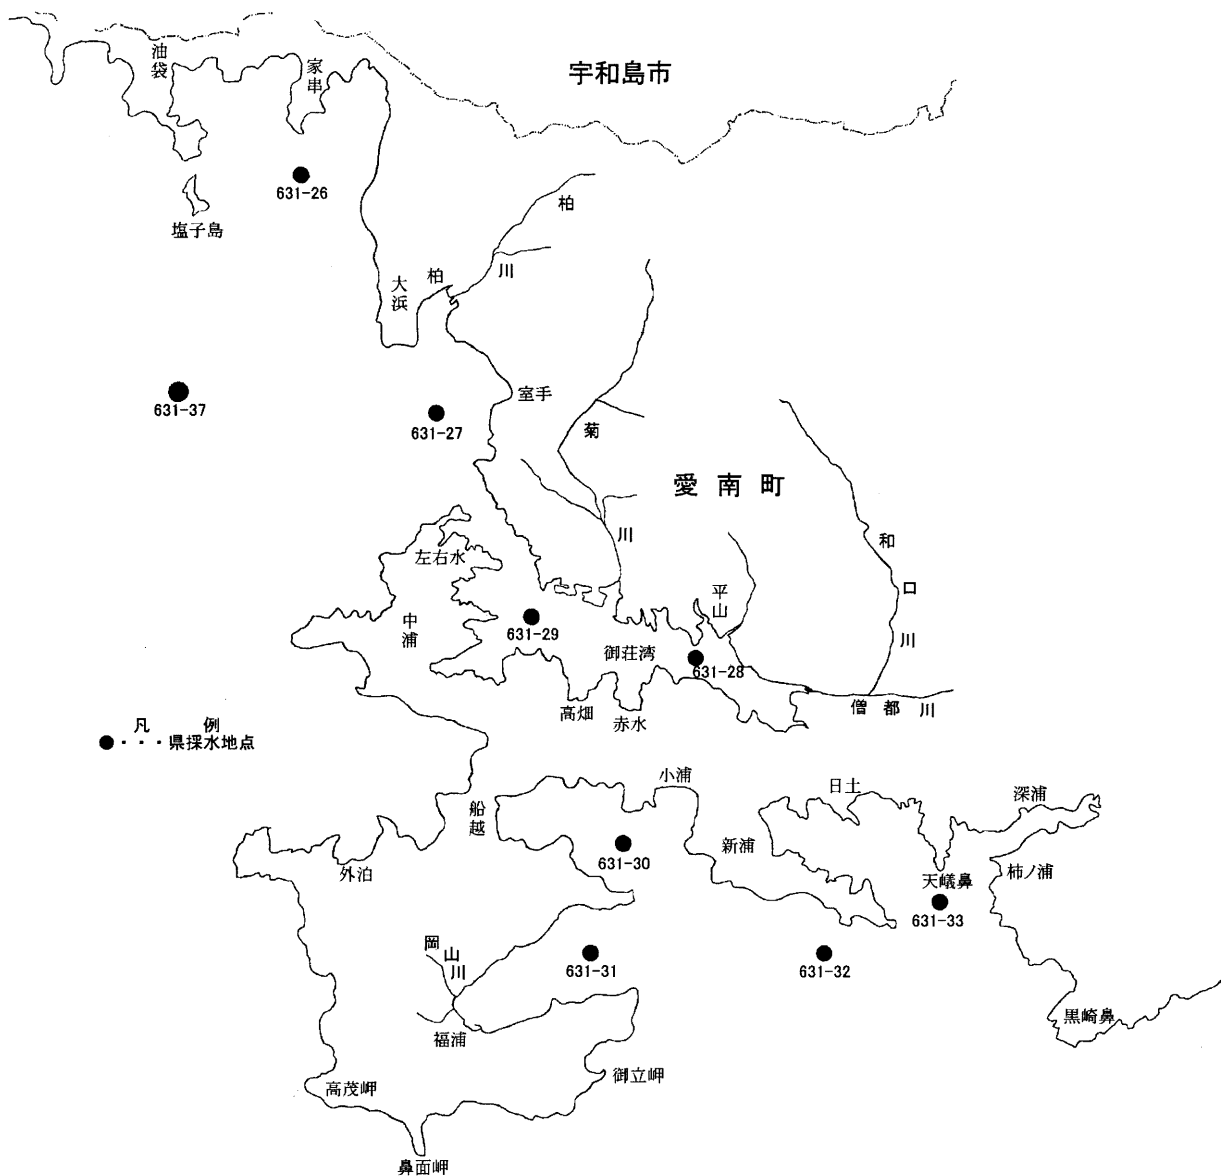 宇和島市
油袋
家串
631-26
塩子島
柏
川
柏
大浜
631-37
631-27
室手
菊
川
愛南町
和
口
川
左右水
中浦
631-29
平山
御荘湾
631-28
高畑
赤水
僧都川
凡例
●・・・県採水地点
船越
小浦
日土
深浦
新浦
631-30
外泊
天嶬鼻
柿ノ浦
631-33
岡山川
631-31
631-32
福浦
黒崎鼻
高茂岬
御立岬
鼻面岬